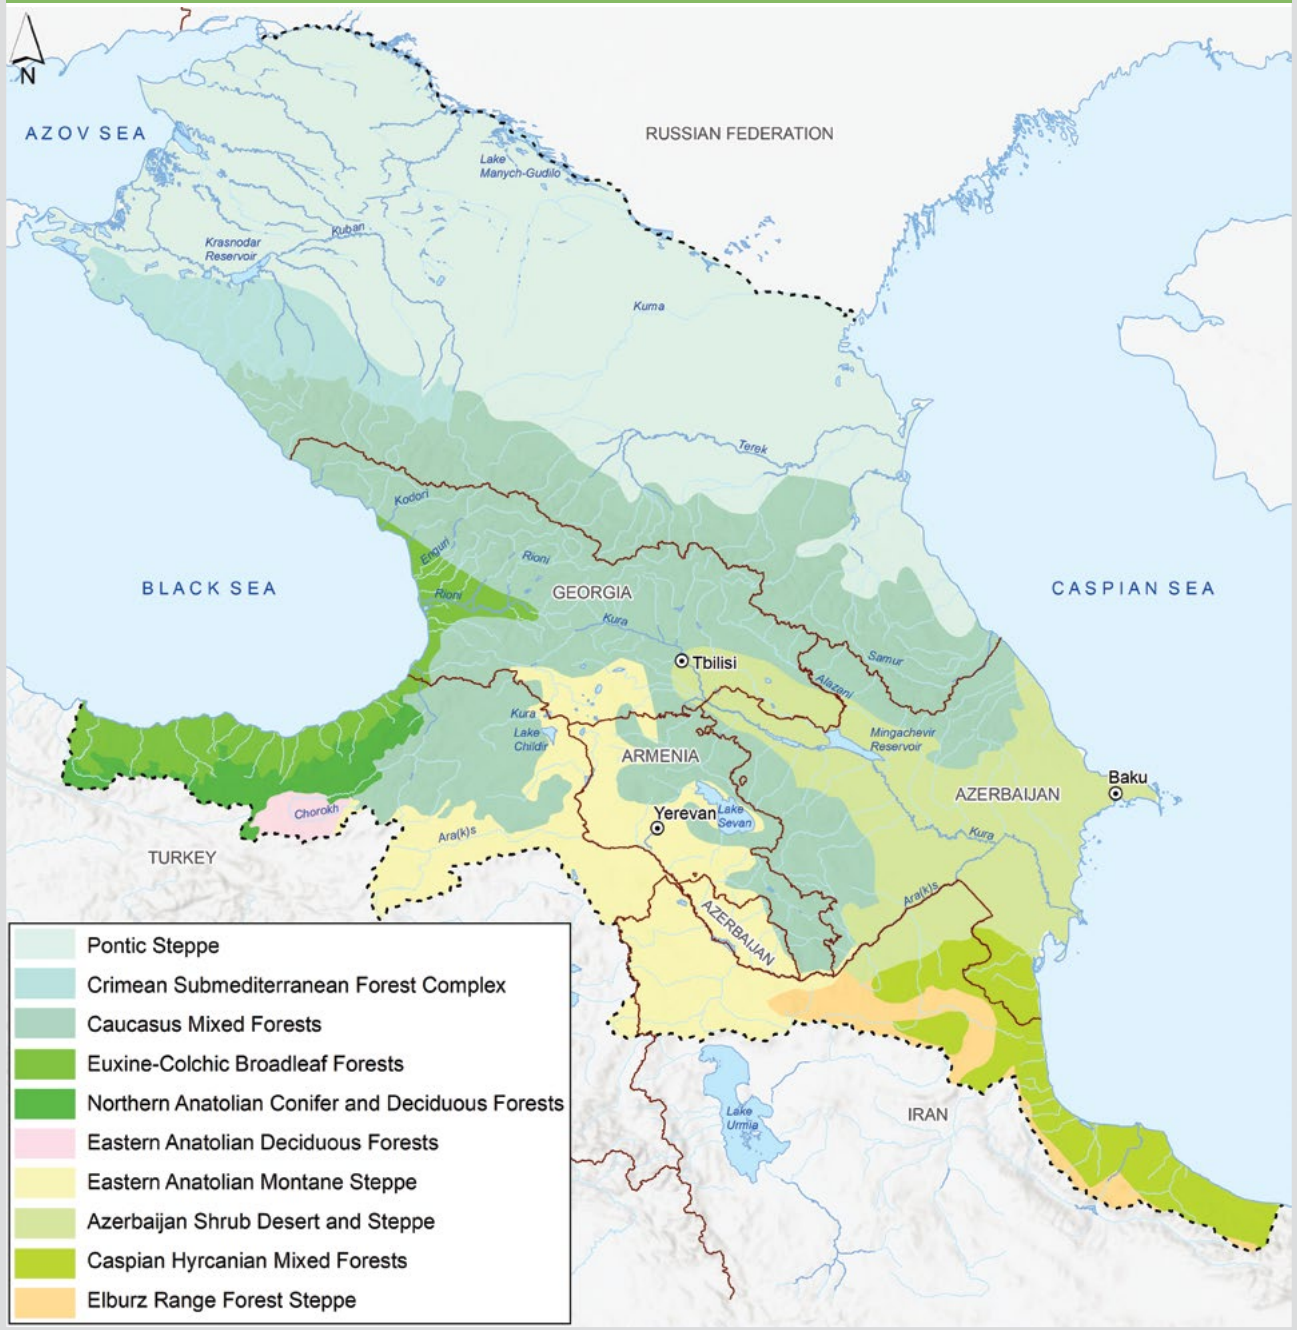 N
AZOV SEA
RUSSIAN FEDERATION
Lake
Manych-Gudilo
Kuban
Krasnodar
Reservoir
Kuma
Terek
Kodori
Enguri
Rioni
Rioni
BLACK SEA
GEORGIA
CASPIAN SEA
Kura
Tbilisi
Samur
Alazani
Kura
Lake
Childir
Mingachevir
Reservoir
ARMENIA
Baku
AZERBAIJAN
Chorokh
Yerevan
Lake
Sevan
Ara(k)s
Kura
TURKEY
Ara(k)s
AZERBAIJAN
Lake
Urmia
IRAN
Pontic Steppe
Crimean Submediterranean Forest Complex
Caucasus Mixed Forests
Euxine-Colchic Broadleaf Forests
Northern Anatolian Conifer and Deciduous Forests
Eastern Anatolian Deciduous Forests
Eastern Anatolian Montane Steppe
Azerbaijan Shrub Desert and Steppe
Caspian Hyrcanian Mixed Forests
Elburz Range Forest Steppe